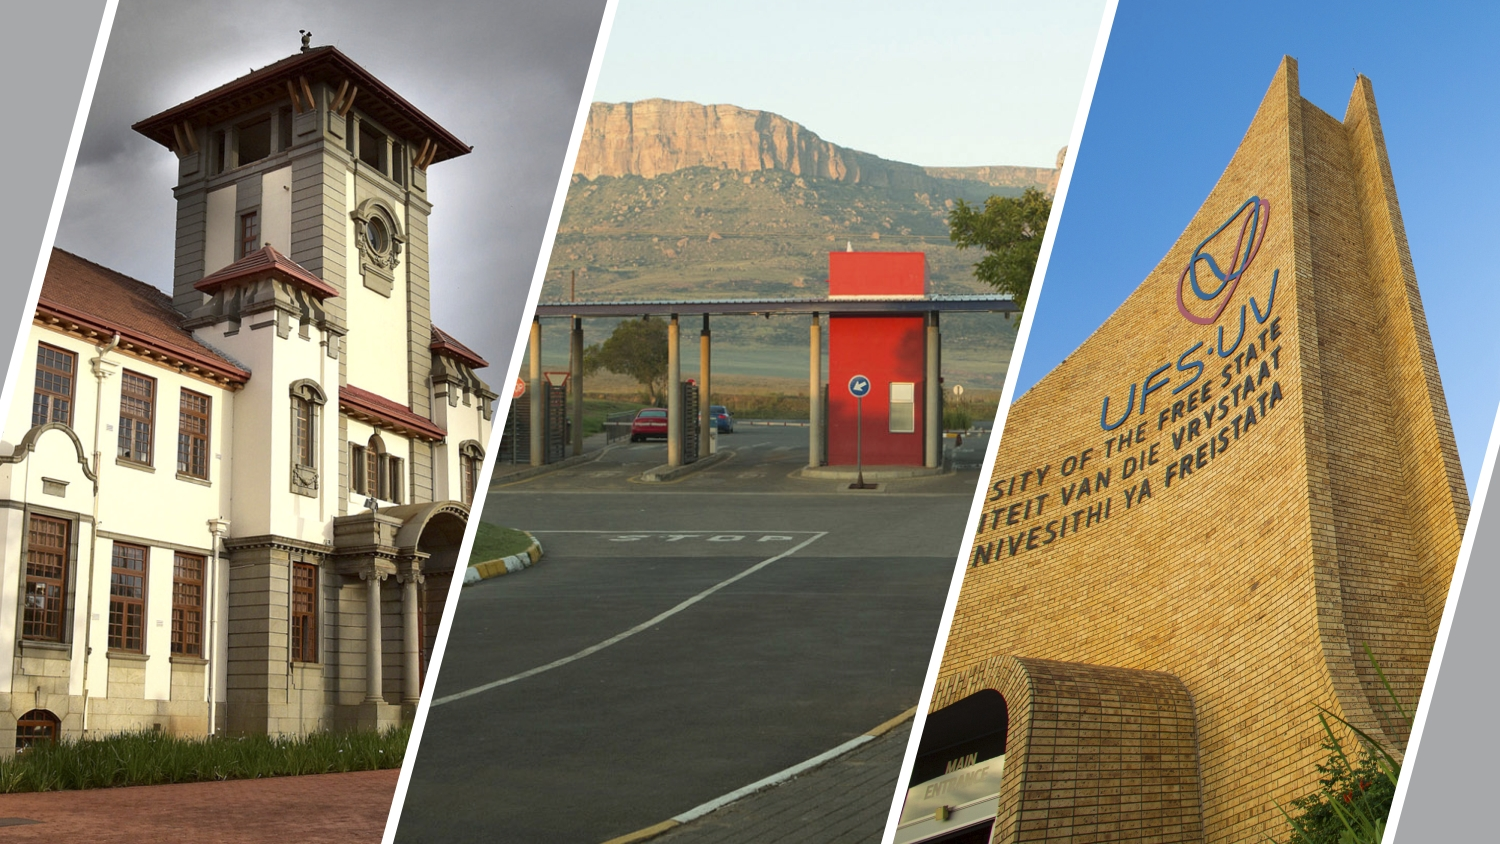 STOP
UFS·UV
SITY OF THE FREE STATE
ITEIT VAN DIE VRYSTAAT
NIVESITHI YA FREISTATA
MAIN
ENTRANCE